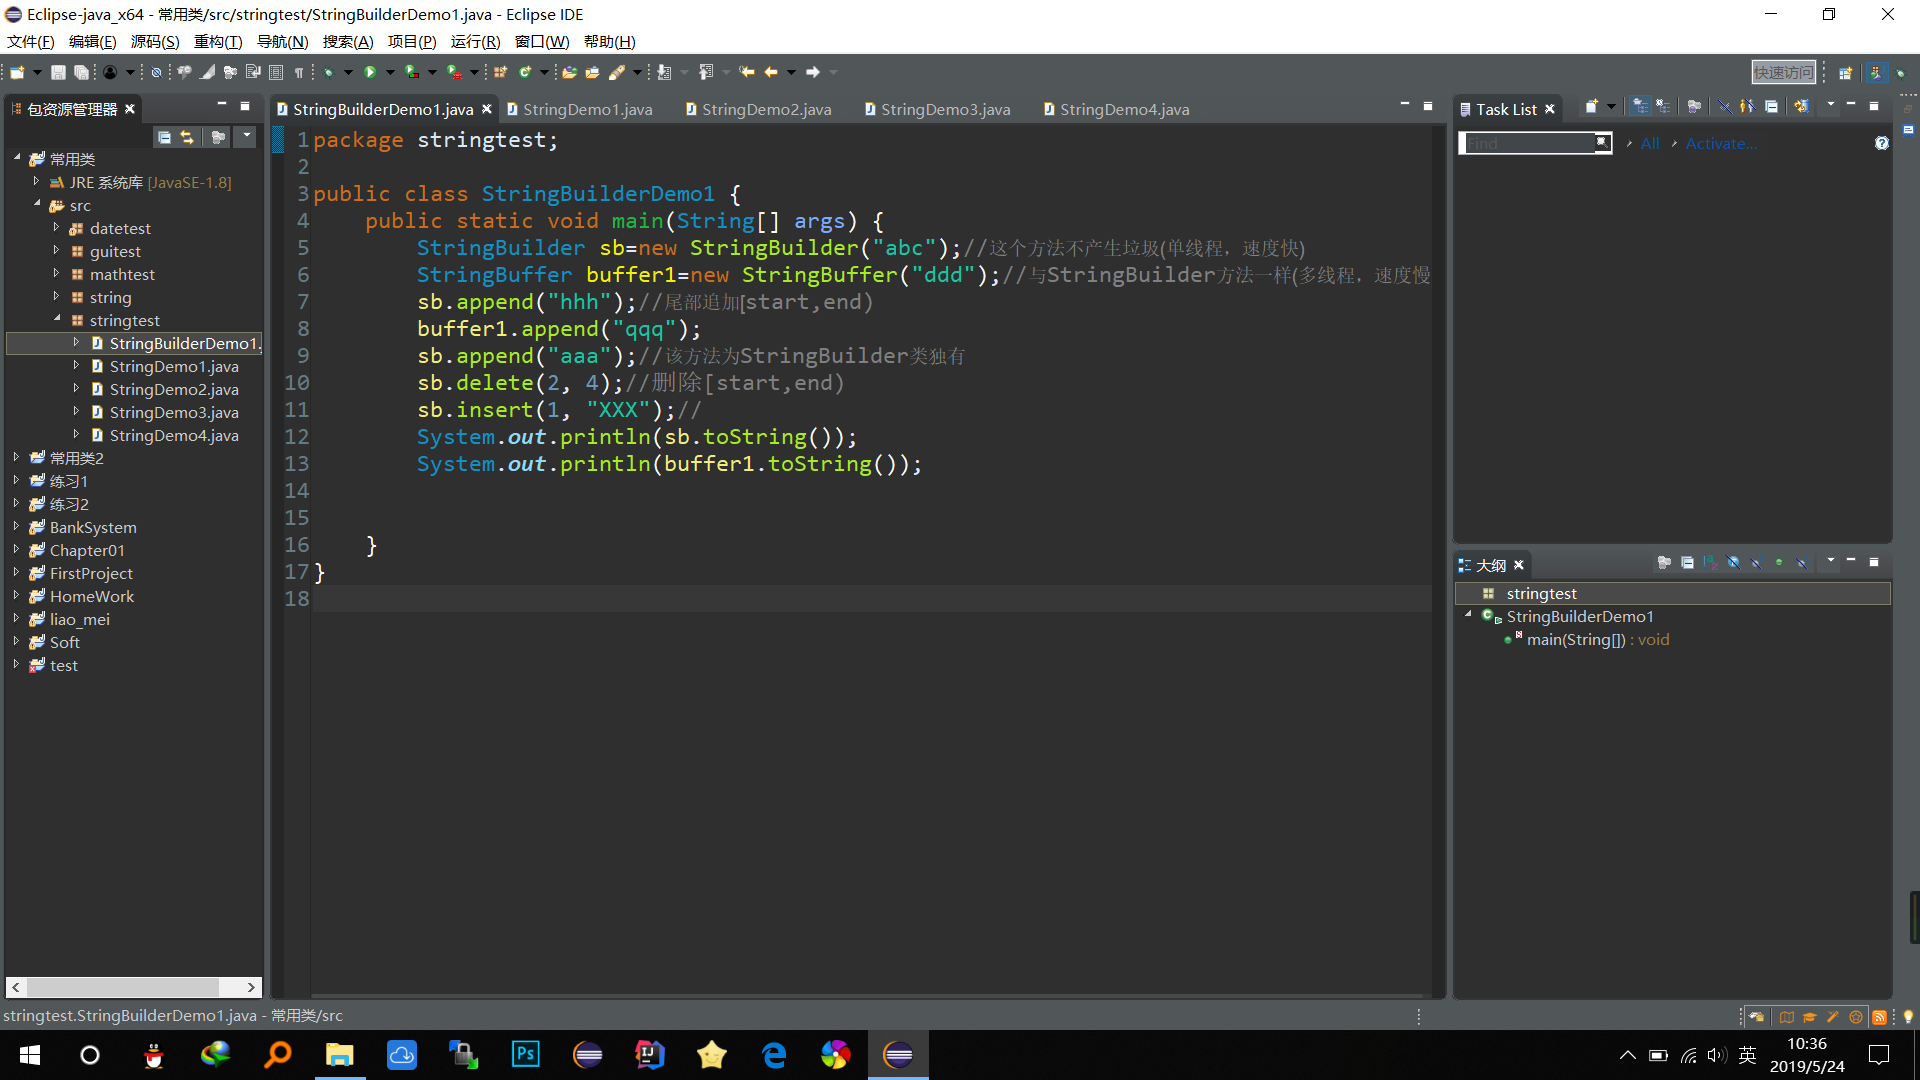 Eclipse-java_x64 - 常用类/src/stringtest/StringBuilderDemo1.java - Eclipse IDE
文件(F) 编辑(E) 源码(S) 重构(T) 导航(N) 搜索(A) 项目(P) 运行(R) 窗口(W) 帮助(H)
快速访问
包资源管理器
常用类
JRE 系统库 [JavaSE-1.8]
src
datetest
guitest
mathtest
string
stringtest
StringBuilderDemo1.
StringDemo1.java
StringDemo2.java
StringDemo3.java
StringDemo4.java
常用类2
练习1
练习2
BankSystem
Chapter01
FirstProject
HomeWork
liao_mei
Soft
test
StringBuilderDemo1.java StringDemo1.java StringDemo2.java StringDemo3.java StringDemo4.java
1 package stringtest;
2
3 public class StringBuilderDemo1 {
4 public static void main(String[] args) {
5 StringBuilder sb=new StringBuilder("abc");//这个方法不产生垃圾(单线程，速度快)
6 StringBuffer buffer1=new StringBuffer("ddd");//与StringBuilder方法一样(多线程，速度慢
7 sb.append("hhh");//尾部追加[start,end)
8 buffer1.append("qqq");
9 sb.append("aaa");//该方法为StringBuilder类独有
10 sb.delete(2, 4);//删除[start,end)
11 sb.insert(1, "XXX");//
12 System.out.println(sb.toString());
13 System.out.println(buffer1.toString());
14
15
16 }
17 }
18
Task List
Find All Activate...
大纲
stringtest
StringBuilderDemo1
main(String[]) : void
stringtest.StringBuilderDemo1.java - 常用类/src
Ps
IJ
英
10:36
2019/5/24